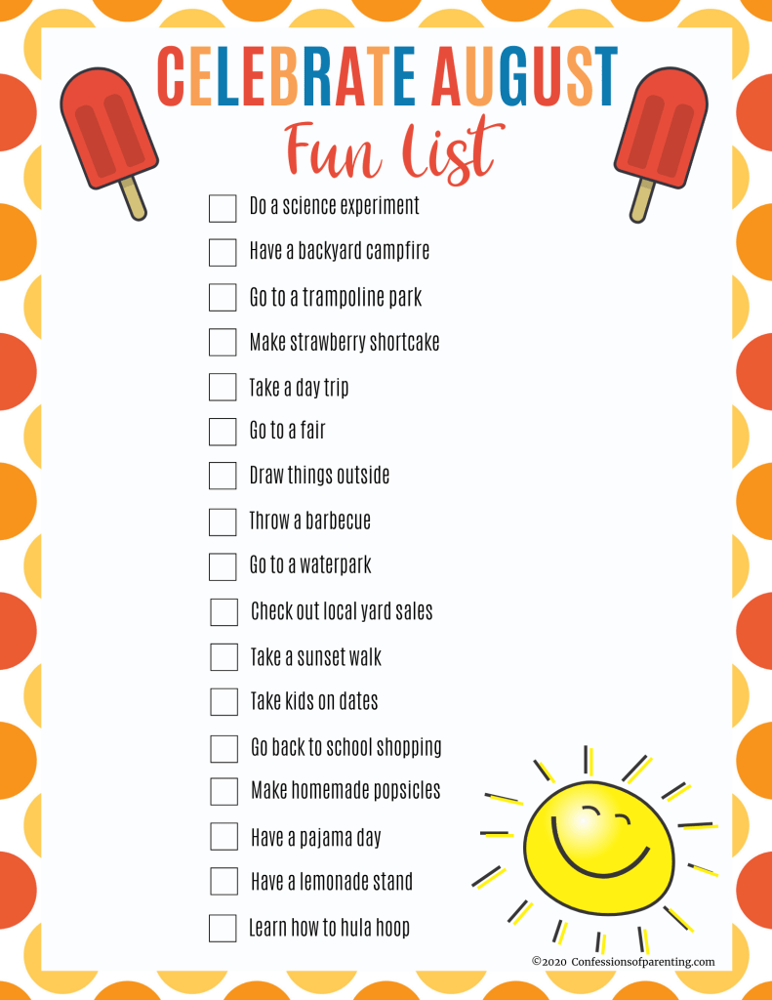 CELEBRATE AUGUST
Fun List
Do a science experiment
Have a backyard campfire
Go to a trampoline park
Make strawberry shortcake
Take a day trip
Go to a fair
Draw things outside
Throw a barbecue
Go to a waterpark
Check out local yard sales
Take a sunset walk
Take kids on dates
Go back to school shopping
Make homemade popsicles
Have a pajama day
Have a lemonade stand
Learn how to hula hoop
©2020 Confessionsofparenting.com